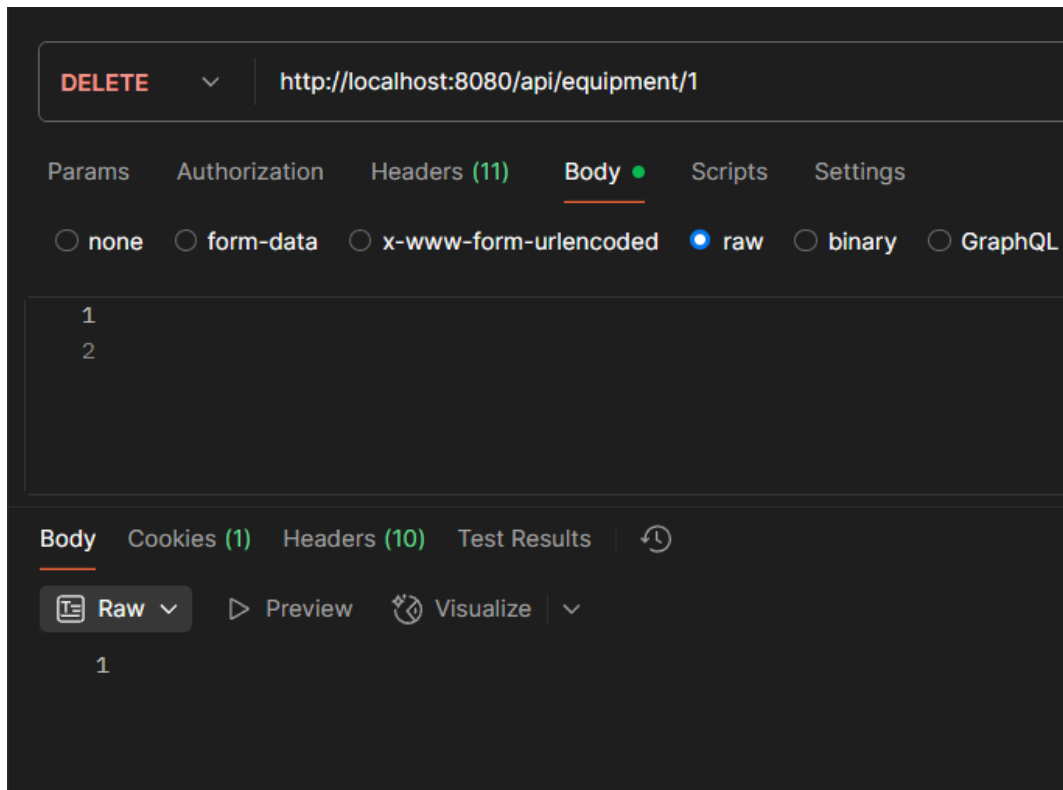 DELETE http://localhost:8080/api/equipment/1
Params Authorization Headers (11) Body Scripts Settings
none form-data x-www-form-urlencoded raw binary GraphQL
1
2
Body Cookies (1) Headers (10) Test Results
Raw Preview Visualize
1